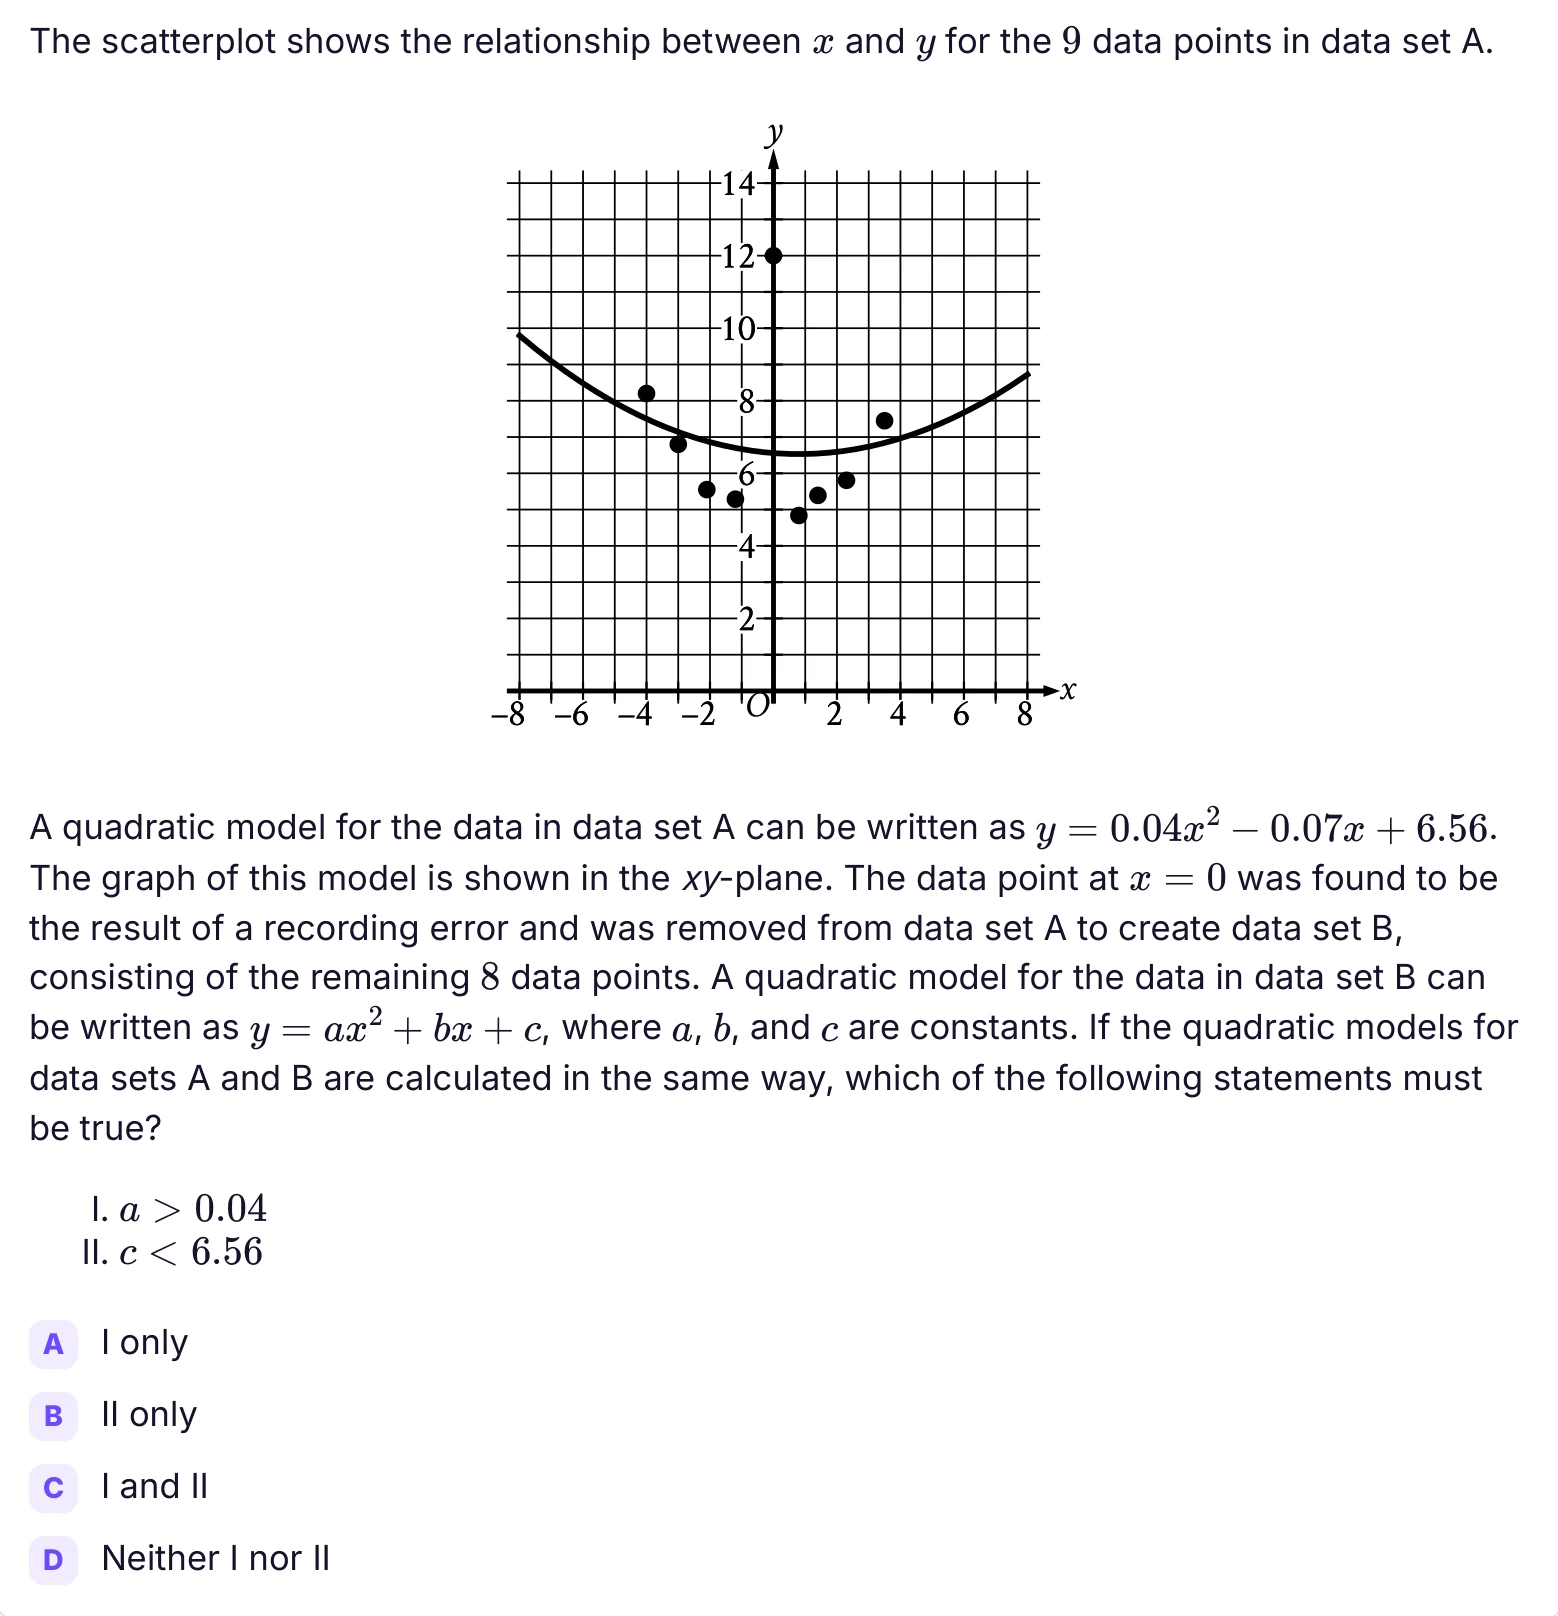 The scatterplot shows the relationship between x and y for the 9 data points in data set A.
y
14
12
10
8
6
4
2
O
x
−8 −6 −4 −2 2 4 6 8
A quadratic model for the data in data set A can be written as y = 0.04x² − 0.07x + 6.56.
The graph of this model is shown in the xy-plane. The data point at x = 0 was found to be
the result of a recording error and was removed from data set A to create data set B,
consisting of the remaining 8 data points. A quadratic model for the data in data set B can
be written as y = ax² + bx + c, where a, b, and c are constants. If the quadratic models for
data sets A and B are calculated in the same way, which of the following statements must
be true?
I. a > 0.04
II. c < 6.56
A I only
B II only
C I and II
D Neither I nor II